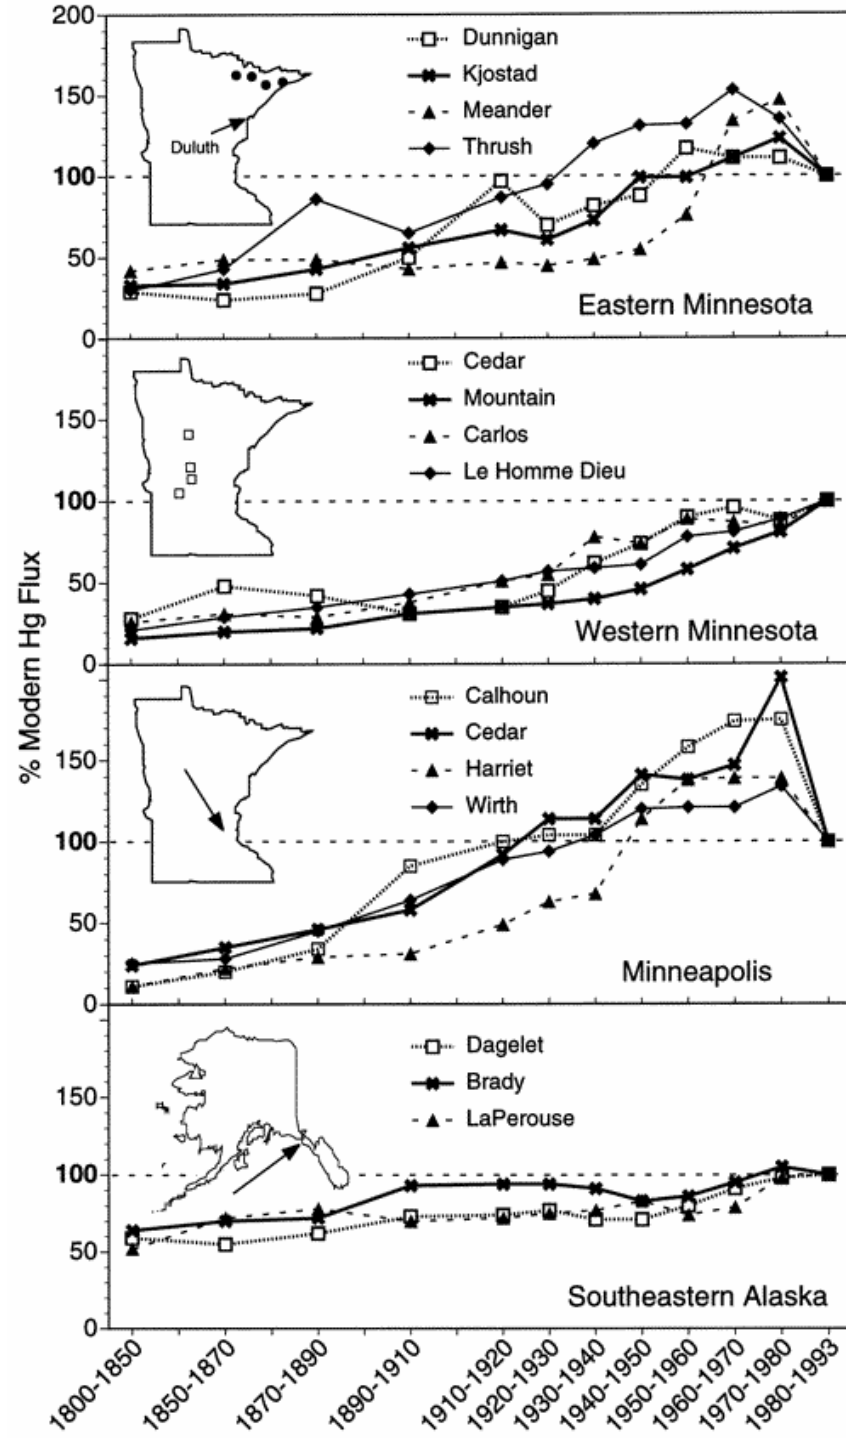 % Modern Hg Flux
200
150
100
50
0
Duluth
Dunnigan
Kjostad
Meander
Thrush
Eastern Minnesota
150
100
50
0
Cedar
Mountain
Carlos
Le Homme Dieu
Western Minnesota
150
100
50
0
Calhoun
Cedar
Harriet
Wirth
Minneapolis
150
100
50
0
Dagelet
Brady
LaPerouse
Southeastern Alaska
1800-1850
1850-1870
1870-1890
1890-1910
1910-1920
1920-1930
1930-1940
1940-1950
1950-1960
1960-1970
1970-1980
1980-1993